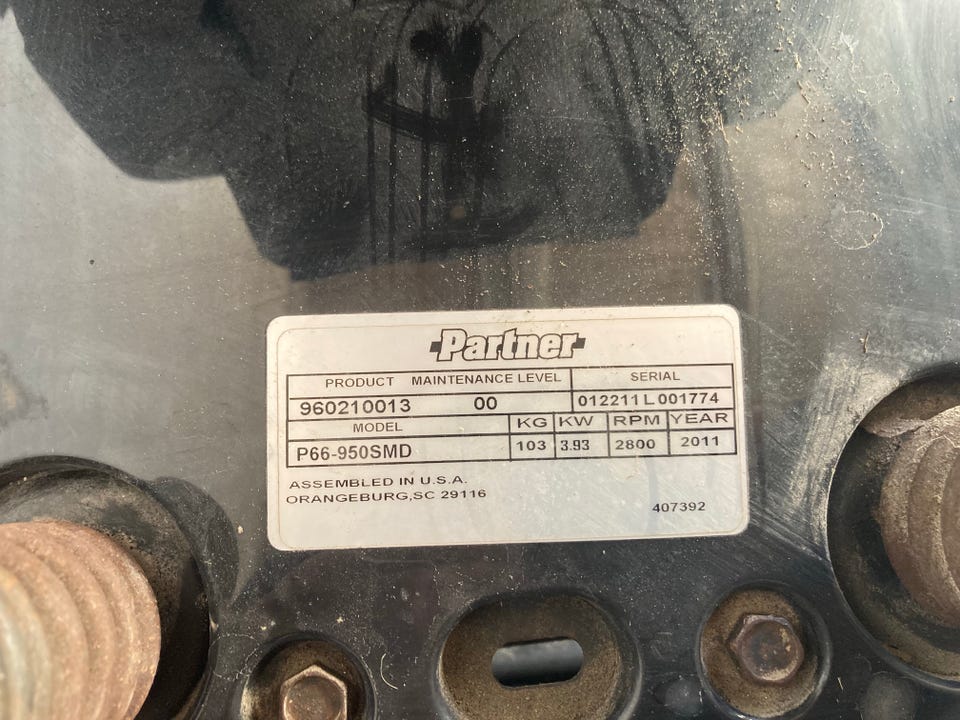 Partner
PRODUCT MAINTENANCE LEVEL SERIAL
960210013 00 012211 L 001774
MODEL KG KW RPM YEAR
P66-950SMD 103 3.93 2800 2011
ASSEMBLED IN U.S.A.
ORANGEBURG,SC 29116
407392